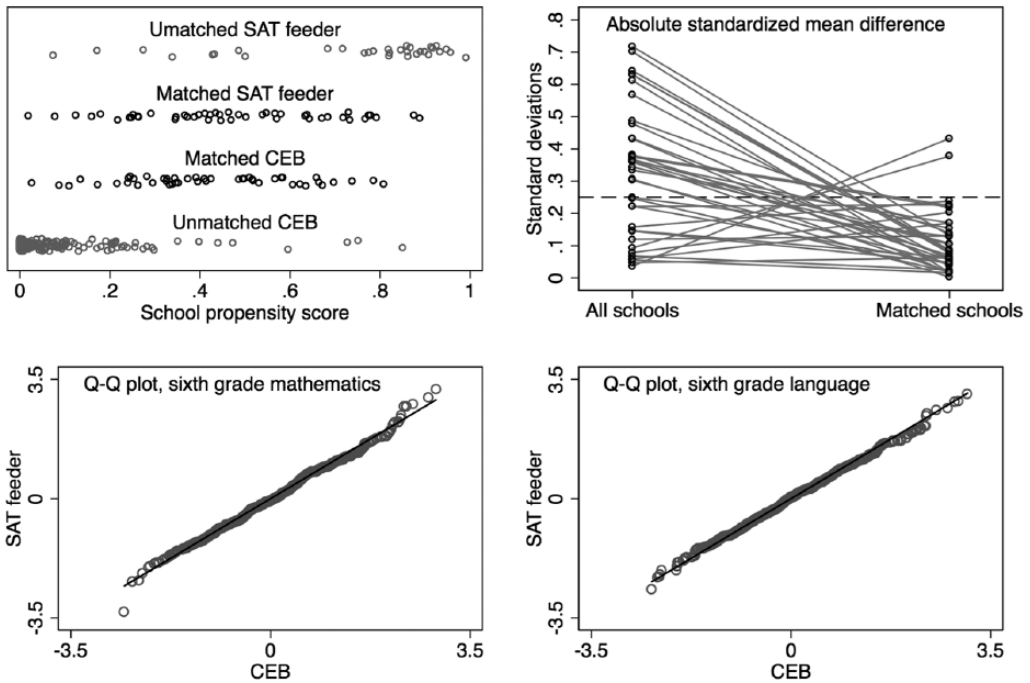 Umatched SAT feeder
Matched SAT feeder
Matched CEB
Unmatched CEB
0 .2 .4 .6 .8 1
School propensity score
Absolute standardized mean difference
Standard deviations
0 .1 .2 .3 .4 .5 .6 .7 .8
All schools
Matched schools
Q-Q plot, sixth grade mathematics
SAT feeder
-3.5 0 3.5
-3.5 0 3.5
CEB
Q-Q plot, sixth grade language
SAT feeder
-3.5 0 3.5
-3.5 0 3.5
CEB